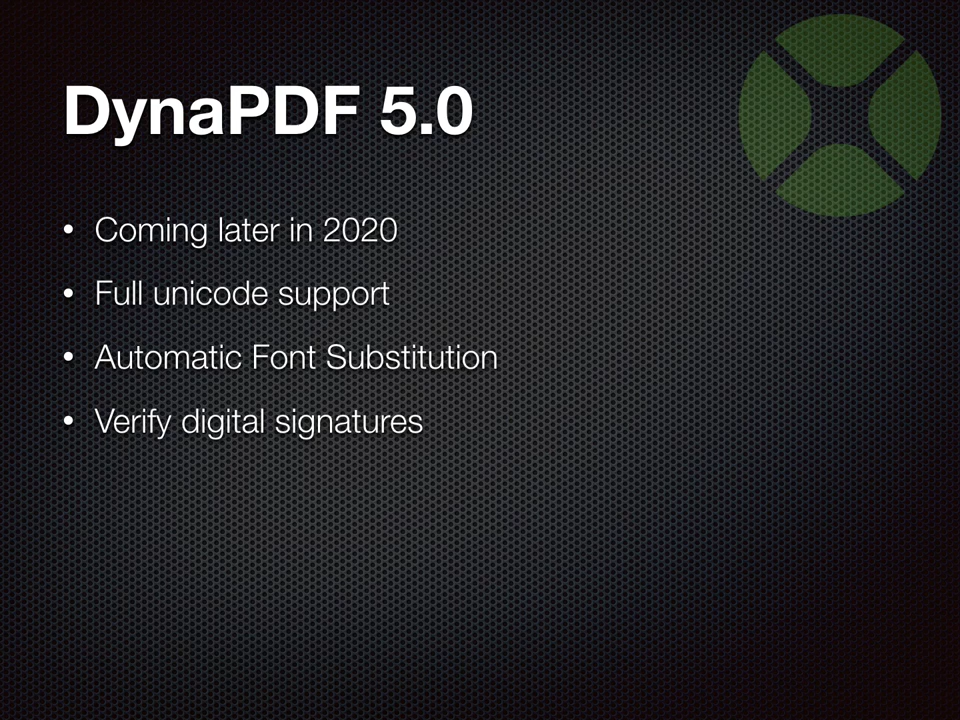 DynaPDF 5.0
• Coming later in 2020
• Full unicode support
• Automatic Font Substitution
• Verify digital signatures